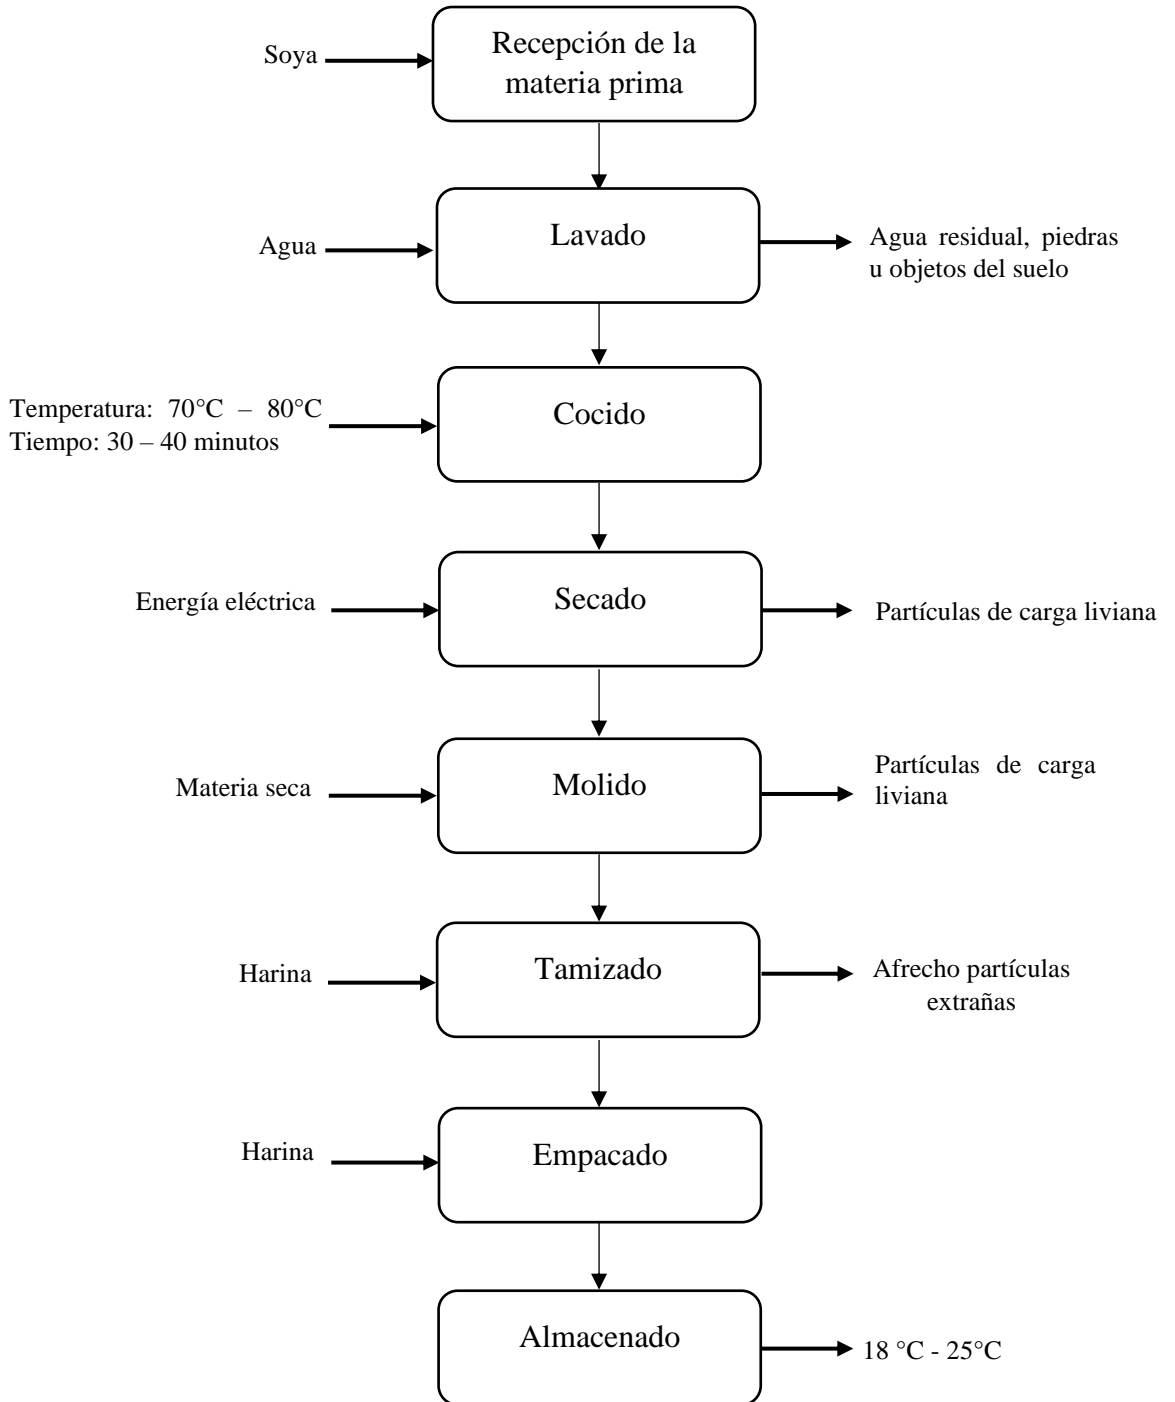 Soya
Recepción de la
materia prima
Agua
Lavado
Agua residual, piedras
u objetos del suelo
Temperatura: 70°C – 80°C
Tiempo: 30 – 40 minutos
Cocido
Energía eléctrica
Secado
Partículas de carga liviana
Materia seca
Molido
Partículas de carga
liviana
Harina
Tamizado
Afrecho partículas
extrañas
Harina
Empacado
Almacenado
18 °C - 25°C